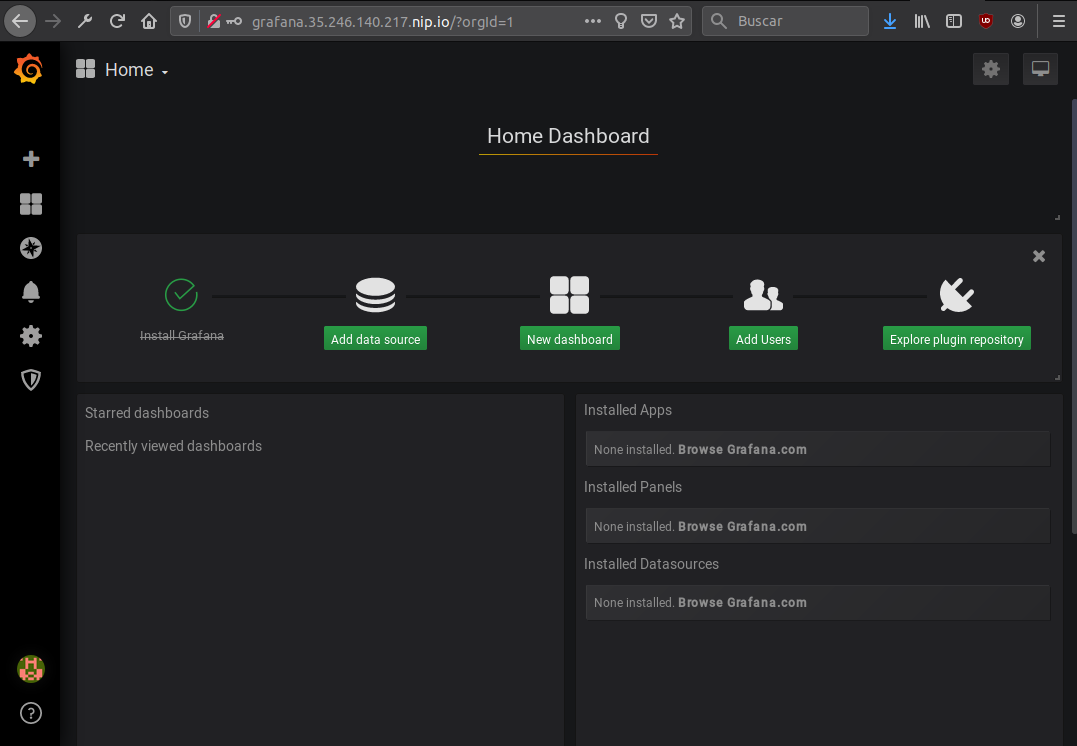 grafana.35.246.140.217.nip.io/?orgId=1
Buscar
Home
Home Dashboard
Install Grafana
Add data source
New dashboard
Add Users
Explore plugin repository
Starred dashboards
Recently viewed dashboards
Installed Apps
None installed. Browse Grafana.com
Installed Panels
None installed. Browse Grafana.com
Installed Datasources
None installed. Browse Grafana.com